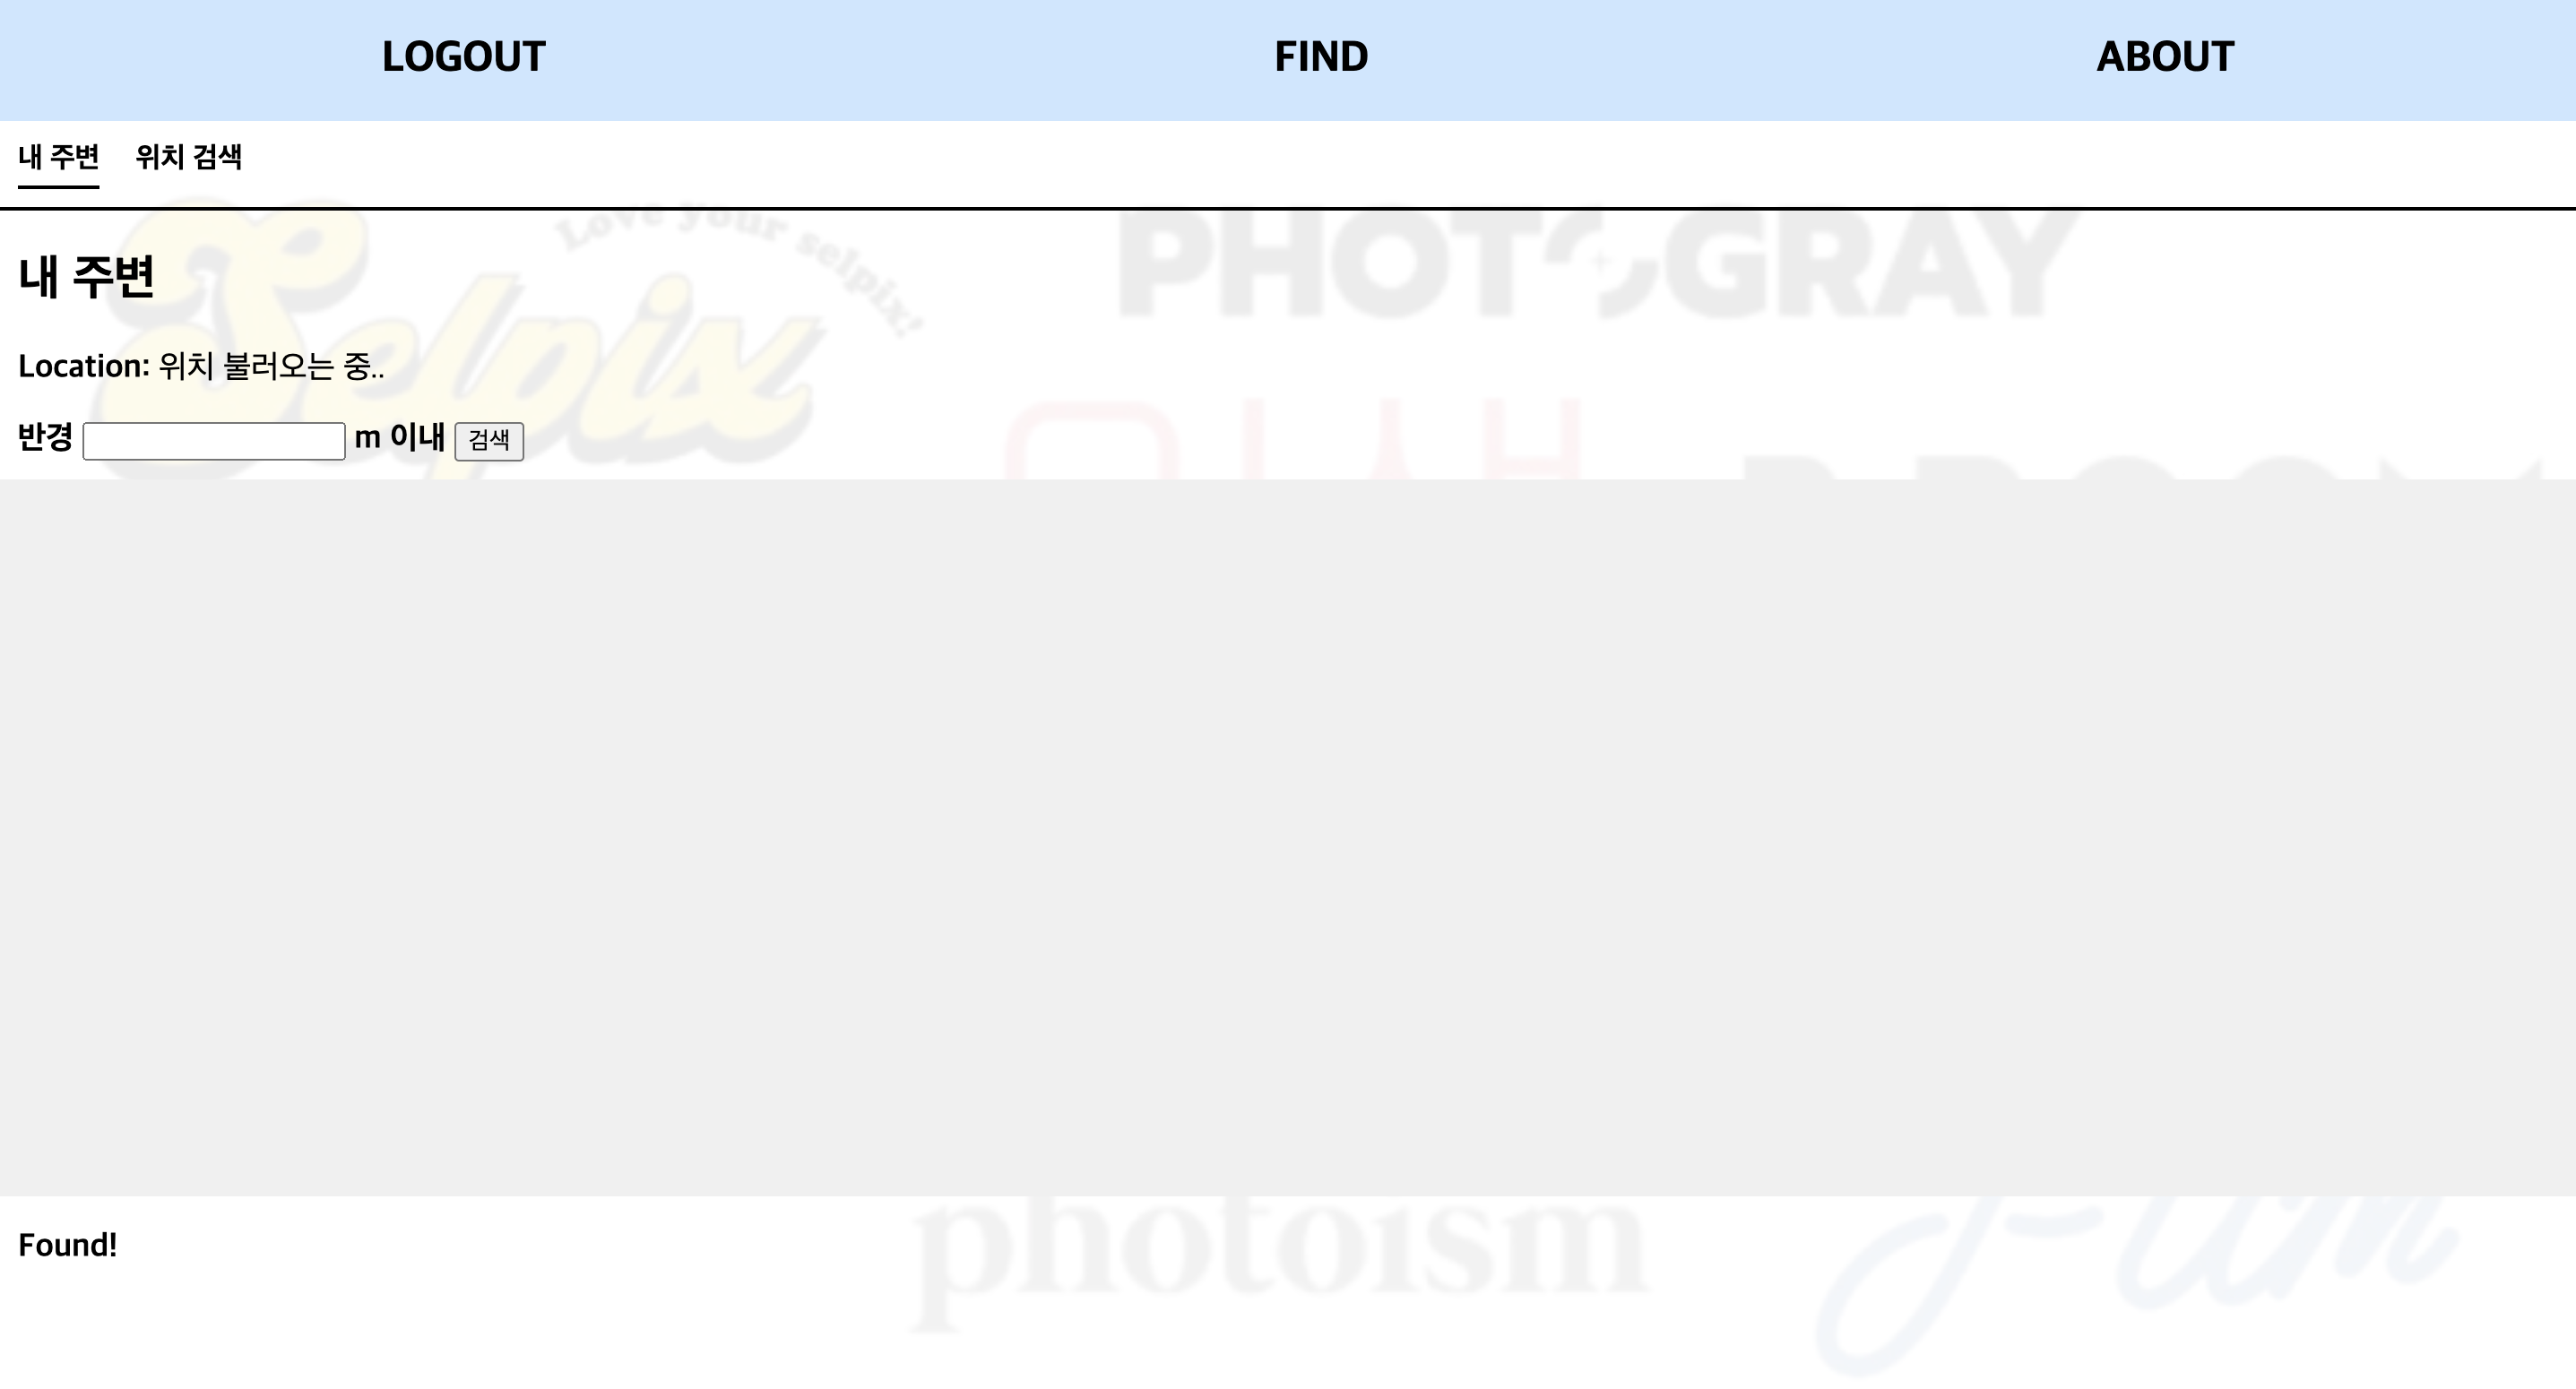 LOGOUT FIND ABOUT
내 주변 위치 검색
Love your selpix!
Selpix
PHOTOGRAY
내 주변
Location: 위치 불러오는 중..
반경 m 이내 검색
photoism
Found!